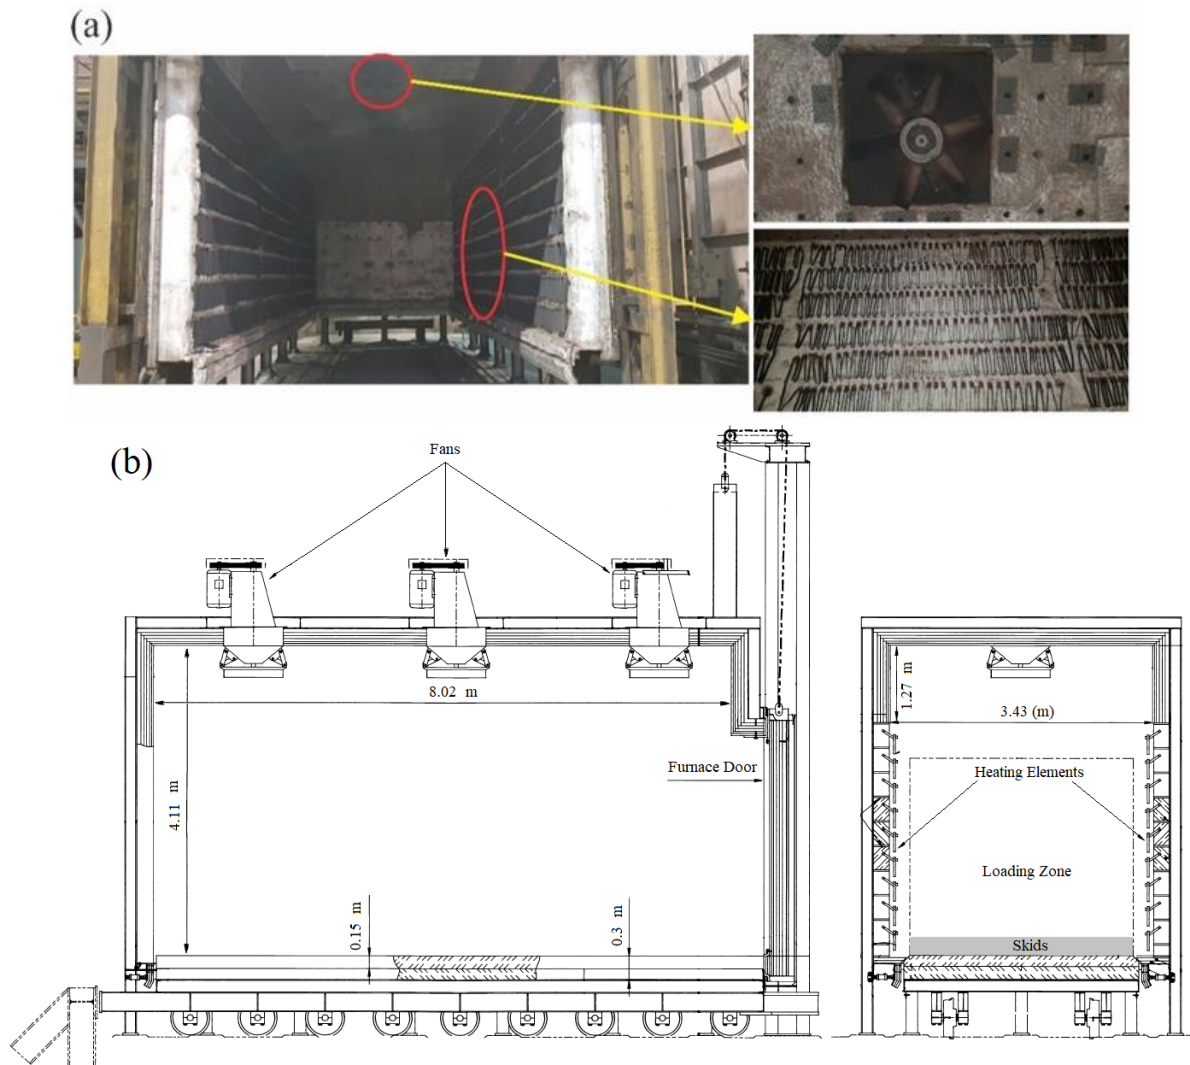 (a)
(b)
Fans
8.02 m
4.11 m
Furnace Door
0.15 m
0.3 m
1.27 m
3.43 (m)
Heating Elements
Loading Zone
Skids